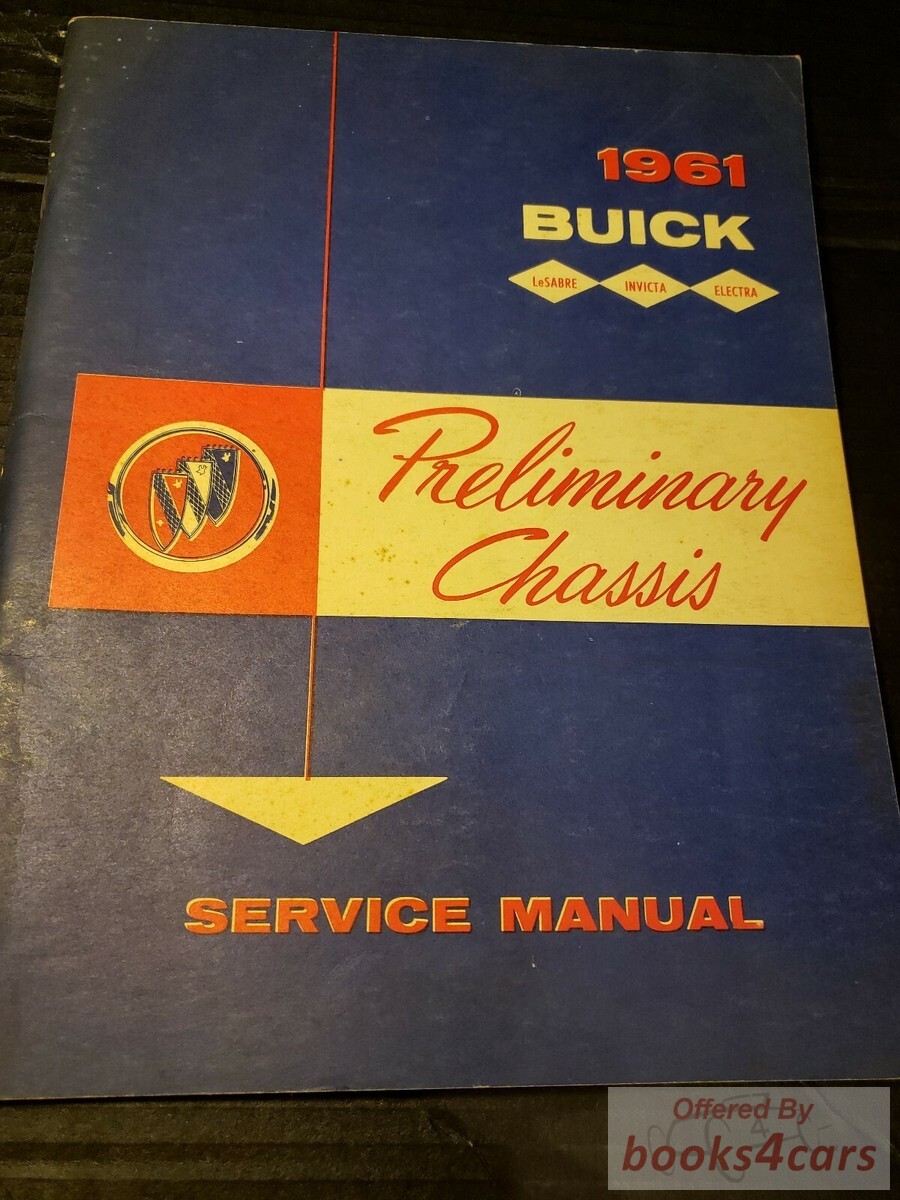 1961
BUICK
LeSABRE INVICTA ELECTRA
Preliminary
Chassis
SERVICE MANUAL
Offered By
books4cars